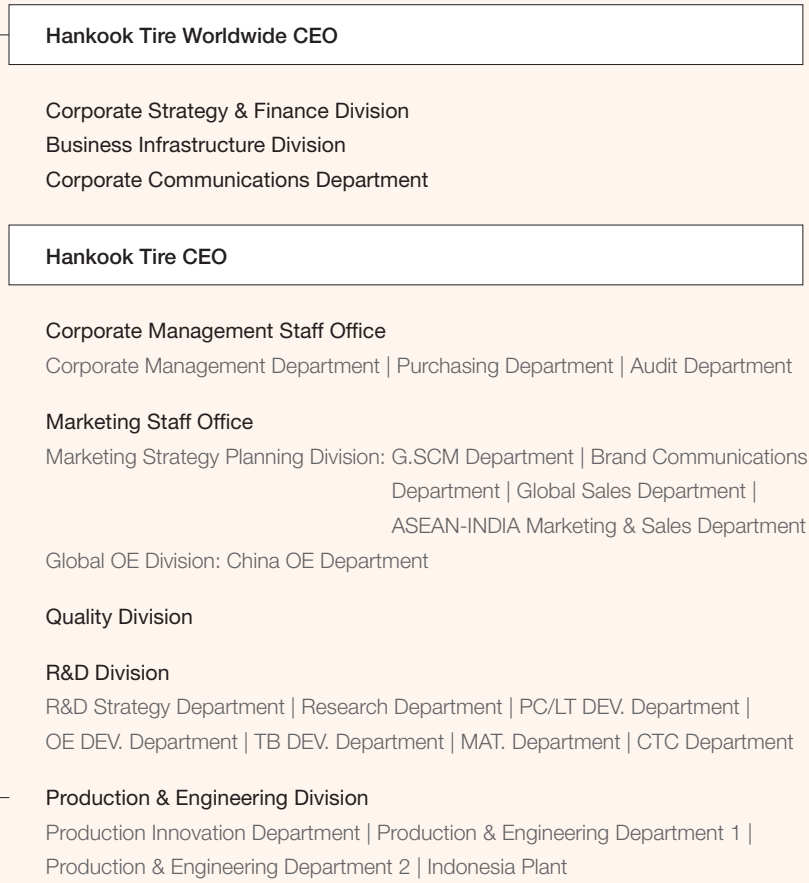 Hankook Tire Worldwide CEO
Corporate Strategy & Finance Division
Business Infrastructure Division
Corporate Communications Department
Hankook Tire CEO
Corporate Management Staff Office
Corporate Management Department | Purchasing Department | Audit Department
Marketing Staff Office
Marketing Strategy Planning Division: G.SCM Department | Brand Communications
Department | Global Sales Department |
ASEAN-INDIA Marketing & Sales Department
Global OE Division: China OE Department
Quality Division
R&D Division
R&D Strategy Department | Research Department | PC/LT DEV. Department |
OE DEV. Department | TB DEV. Department | MAT. Department | CTC Department
Production & Engineering Division
Production Innovation Department | Production & Engineering Department 1 |
Production & Engineering Department 2 | Indonesia Plant